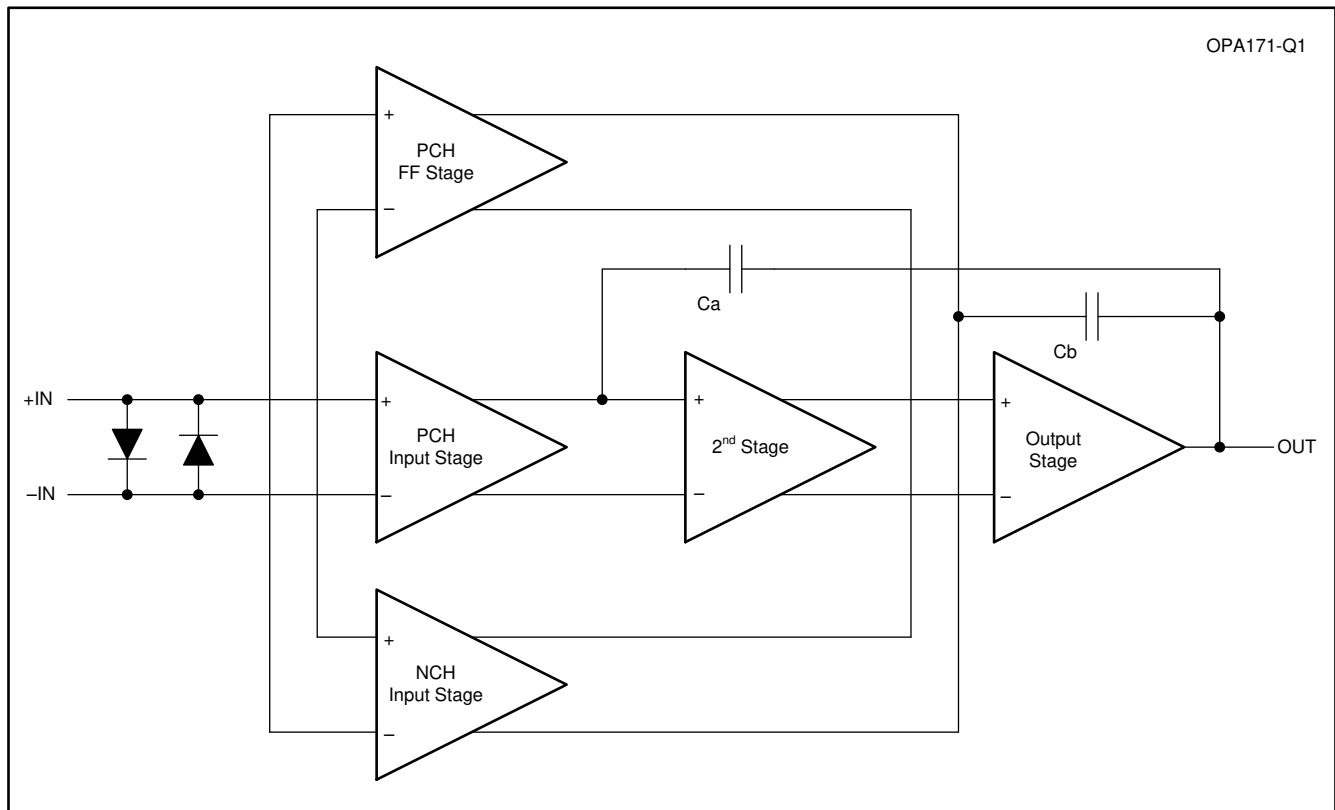 OPA171-Q1
+
PCH
FF Stage
–
Ca
Cb
+IN
+
PCH
Input Stage
–
+
2nd Stage
–
+
Output
Stage
–
OUT
–IN
+
NCH
Input Stage
–